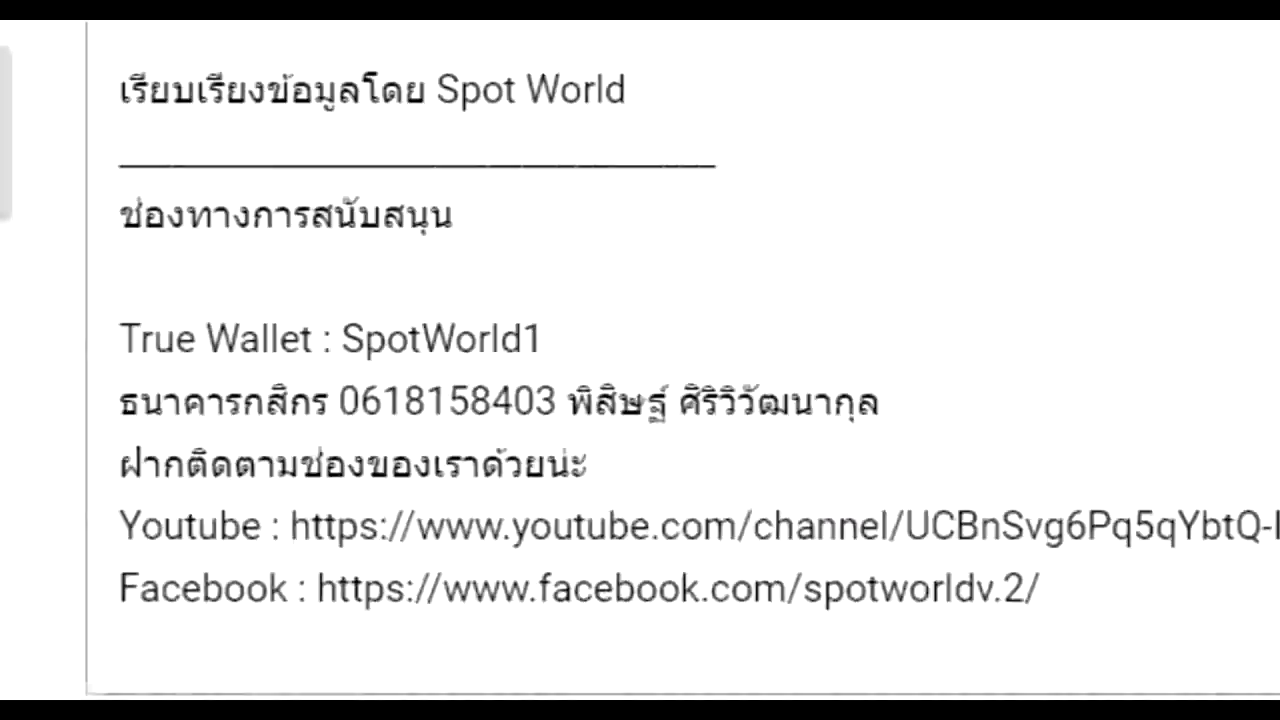 เรียบเรียงข้อมูลโดย Spot World
ช่องทางการสนับสนุน
True Wallet : SpotWorld1
ธนาคารกสิกร 0618158403 พิสิษฐ์ ศิริวิวัฒนากุล
ฝากติดตามช่องของเราด้วยน่ะ
Youtube : https://www.youtube.com/channel/UCBnSvg6Pq5qYbtQ-
Facebook : https://www.facebook.com/spotworldv.2/